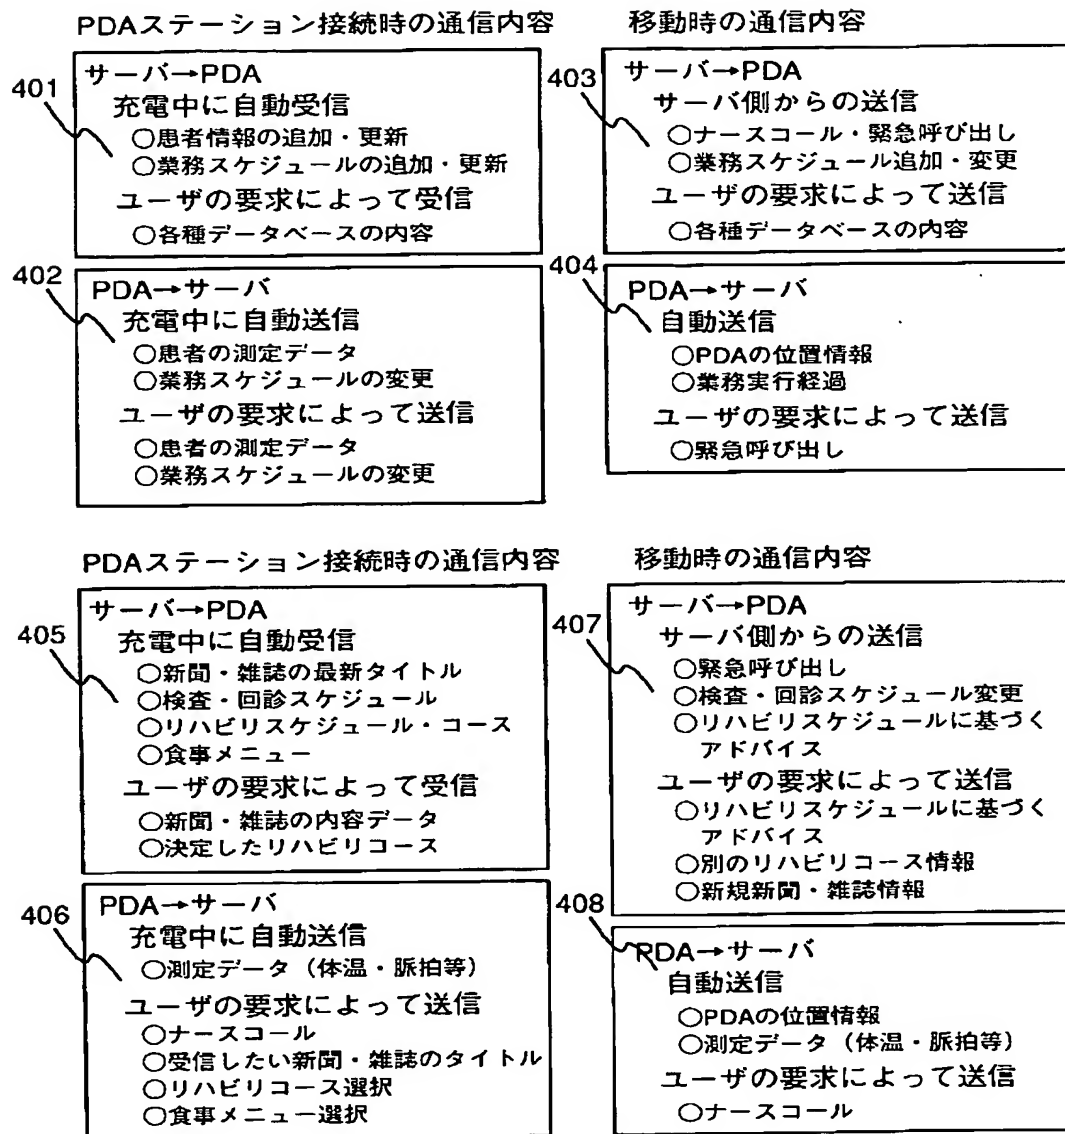 PDAステーション接続時の通信内容
401
サーバ→PDA
充電中に自動受信
○患者情報の追加・更新
○業務スケジュールの追加・更新
ユーザの要求によって受信
○各種データベースの内容
402
PDA→サーバ
充電中に自動送信
○患者の測定データ
○業務スケジュールの変更
ユーザの要求によって送信
○患者の測定データ
○業務スケジュールの変更
移動時の通信内容
403
サーバ→PDA
サーバ側からの送信
○ナースコール・緊急呼び出し
○業務スケジュール追加・変更
ユーザの要求によって送信
○各種データベースの内容
404
PDA→サーバ
自動送信
○PDAの位置情報
○業務実行経過
ユーザの要求によって送信
○緊急呼び出し
PDAステーション接続時の通信内容
405
サーバ→PDA
充電中に自動受信
○新聞・雑誌の最新タイトル
○検査・回診スケジュール
○リハビリスケジュール・コース
○食事メニュー
ユーザの要求によって受信
○新聞・雑誌の内容データ
○決定したリハビリコース
406
PDA→サーバ
充電中に自動送信
○測定データ（体温・脈拍等）
ユーザの要求によって送信
○ナースコール
○受信したい新聞・雑誌のタイトル
○リハビリコース選択
○食事メニュー選択
移動時の通信内容
407
サーバ→PDA
サーバ側からの送信
○緊急呼び出し
○検査・回診スケジュール変更
○リハビリスケジュールに基づく
アドバイス
ユーザの要求によって送信
○リハビリスケジュールに基づく
アドバイス
○別のリハビリコース情報
○新規新聞・雑誌情報
408
PDA→サーバ
自動送信
○PDAの位置情報
○測定データ（体温・脈拍等）
ユーザの要求によって送信
○ナースコール